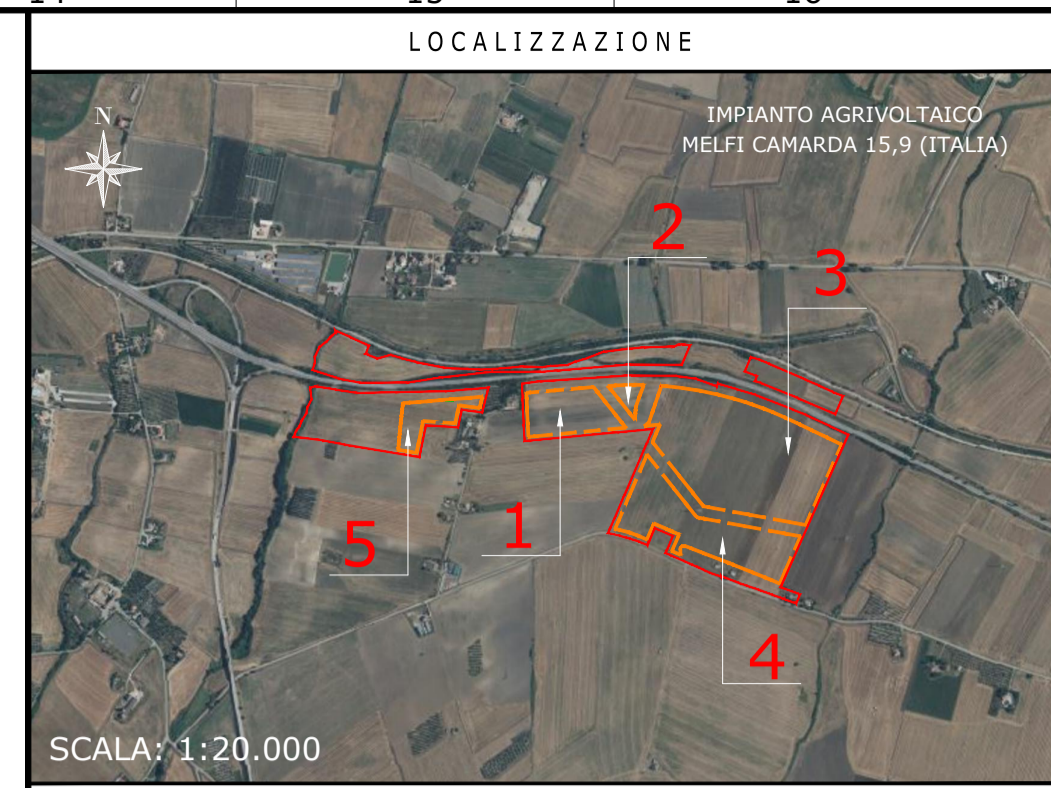 LOCALIZZAZIONE
N
IMPIANTO AGRIVOLTAICO
MELFI CAMARDA 15,9 (ITALIA)
2
3
1
5
4
SCALA: 1:20.000